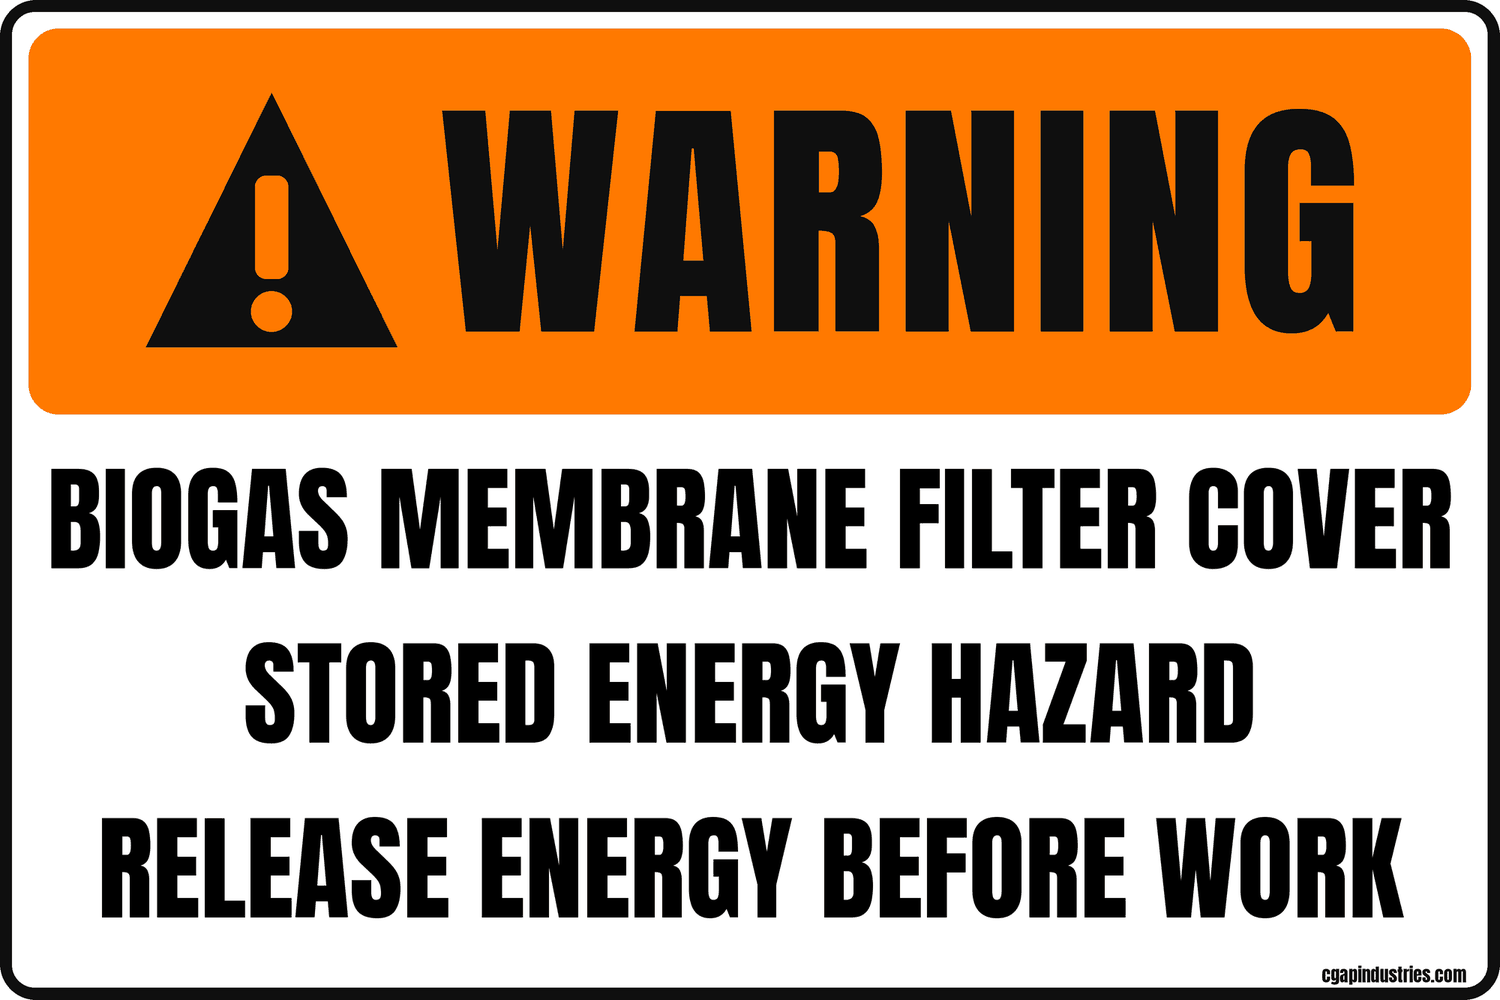 WARNING
BIOGAS MEMBRANE FILTER COVER
STORED ENERGY HAZARD
RELEASE ENERGY BEFORE WORK
cgapindustries.com